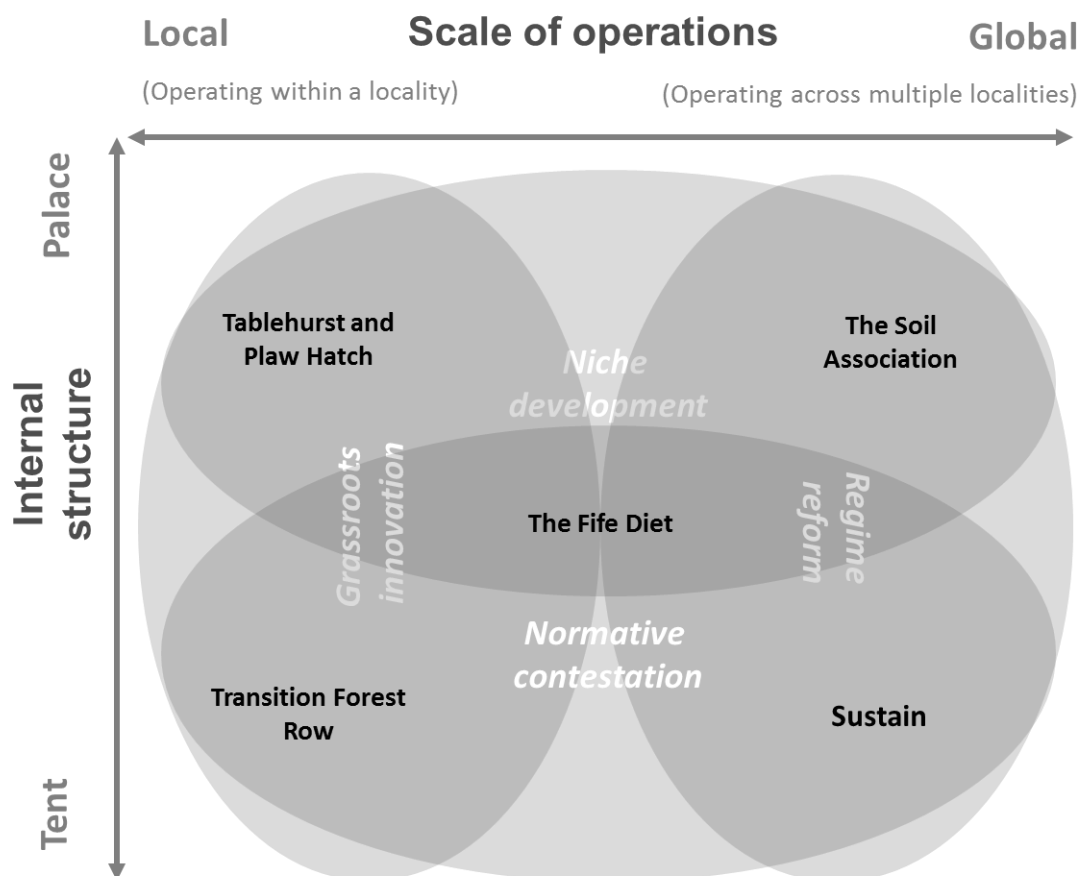 Local Scale of operations Global
(Operating within a locality) (Operating across multiple localities)
Palace
Internal
structure
Tent
Tablehurst and
Plaw Hatch
The Soil
Association
Niche
development
Grassroots
innovation
The Fife Diet
Regime
reform
Normative
contestation
Transition Forest
Row
Sustain